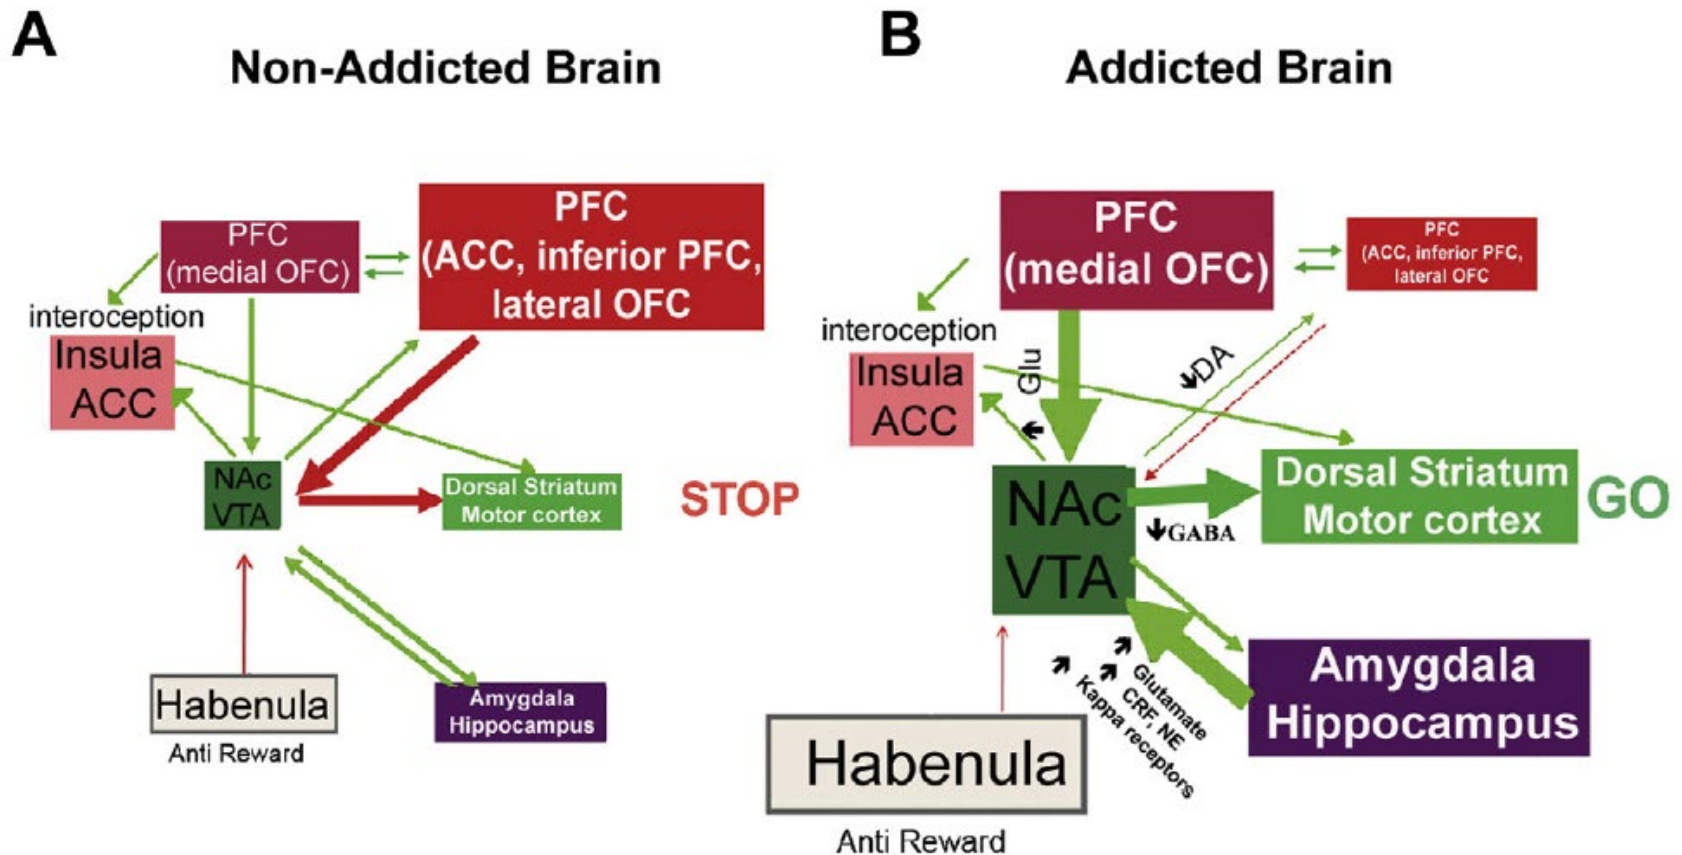 A
Non-Addicted Brain
PFC
(medial OFC)
PFC
(ACC, inferior PFC,
lateral OFC
interoception
Insula
ACC
NAc
VTA
Dorsal Striatum
Motor cortex
STOP
Habenula
Anti Reward
Amygdala
Hippocampus
B
Addicted Brain
PFC
(medial OFC)
PFC
(ACC, inferior PFC,
lateral OFC
interoception
Insula
ACC
Glu
DA
NAc
VTA
GABA
Dorsal Striatum
Motor cortex
GO
Glutamate
CRF, NE
Kappa receptors
Amygdala
Hippocampus
Habenula
Anti Reward